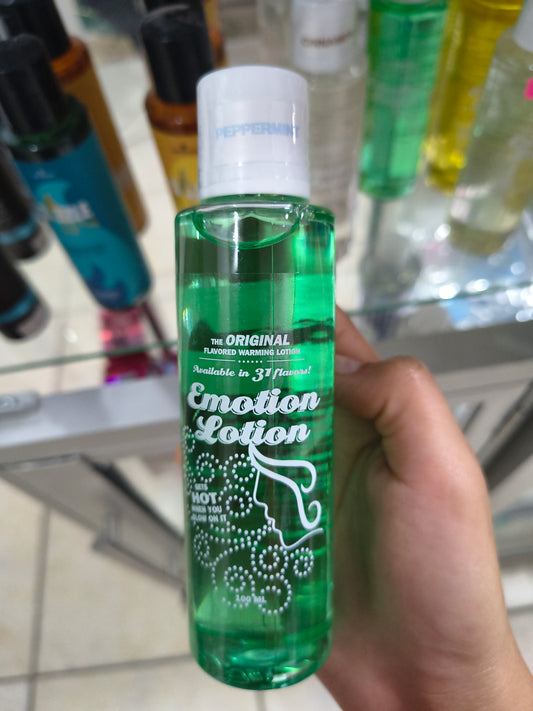 PEPPERMINT
THE ORIGINAL
FLAVORED WARMING LOTION
Available in 31 flavors!
Emotion
Lotion
GETS
HOT
WHEN YOU
BLOW ON IT
100 ML